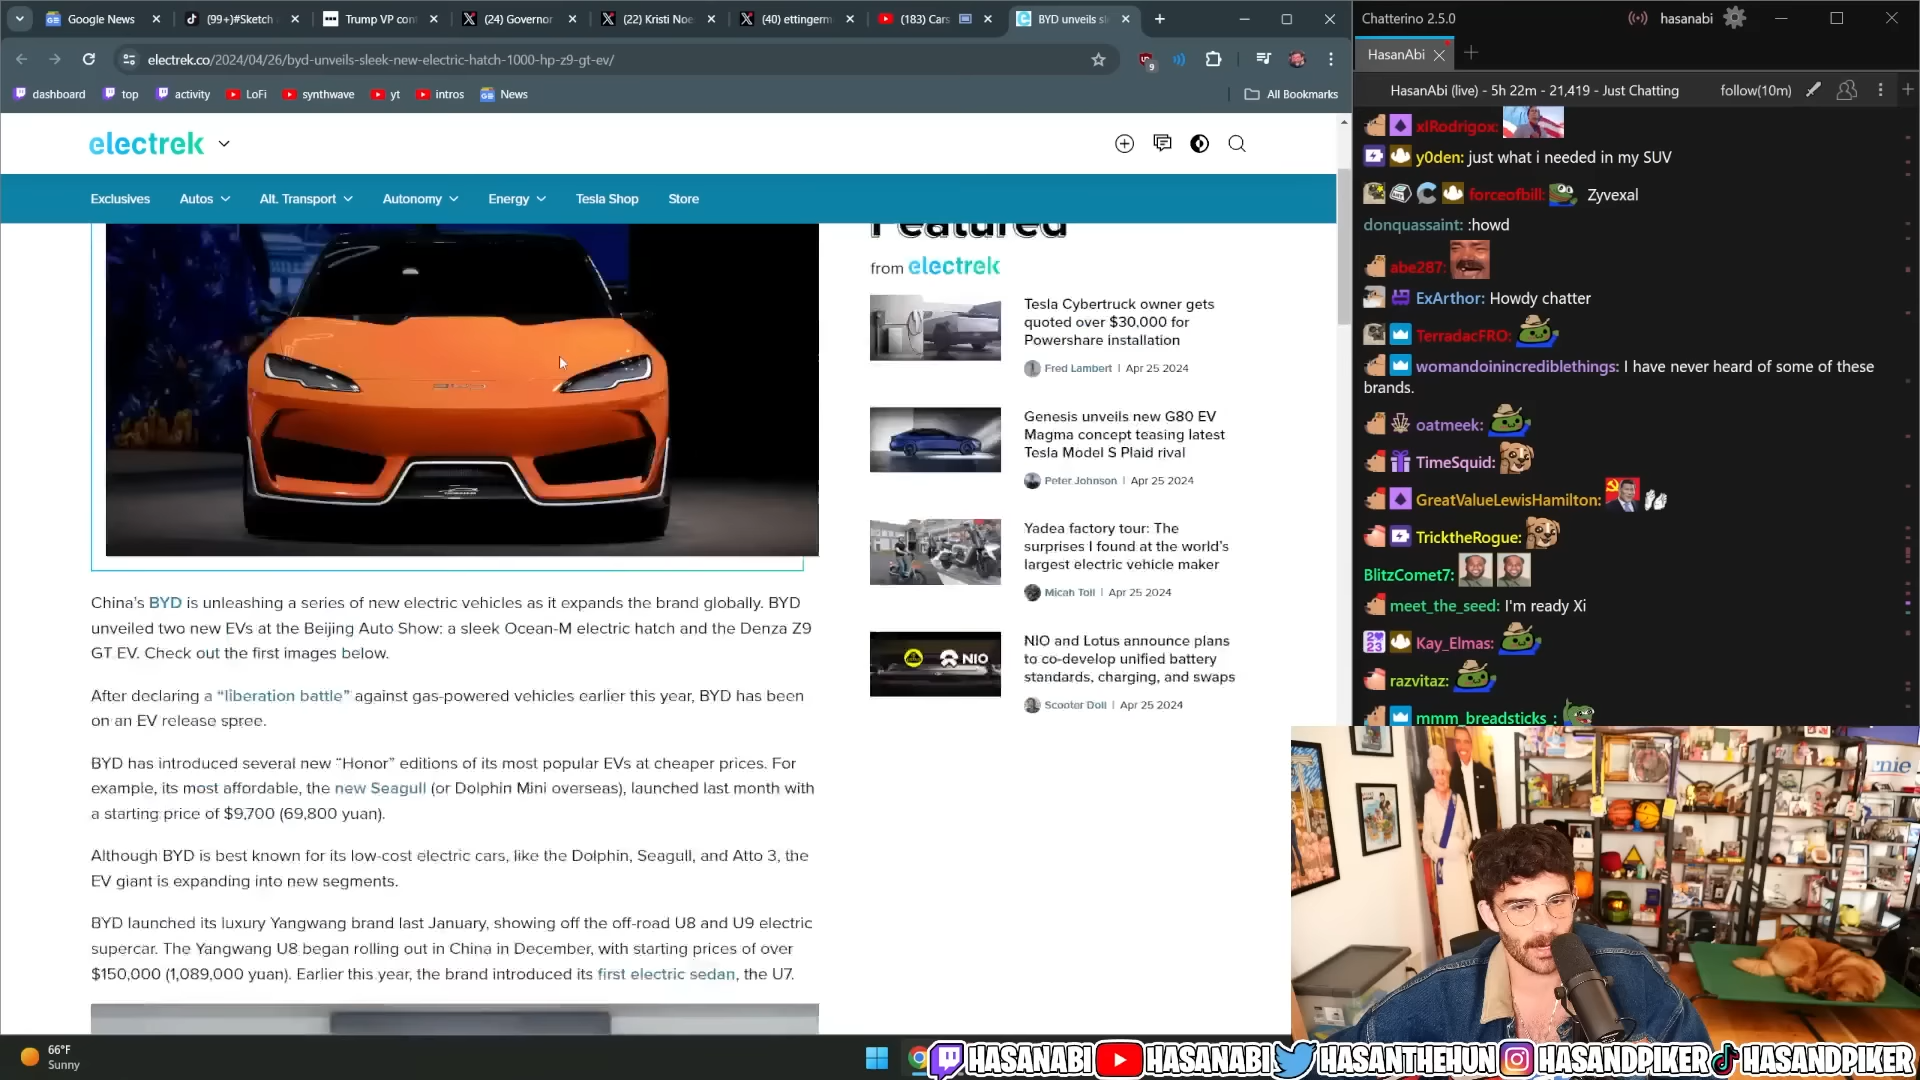 Google News
(99+)#Sketch
Trump VP con
(24) Governor
(22) Kristi Noe
(40) ettingerm
(183) Cars
BYD unveils sl
electrek.co/2024/04/26/byd-unveils-sleek-new-electric-hatch-1000-hp-z9-gt-ev/
9
dashboard
top
activity
LoFi
synthwave
yt
intros
News
All Bookmarks
electrek
Exclusives
Autos
Alt. Transport
Autonomy
Energy
Tesla Shop
Store
Featured
from electrek
Tesla Cybertruck owner gets
quoted over $30,000 for
Powershare installation
Fred Lambert | Apr 25 2024
Genesis unveils new G80 EV
Magma concept teasing latest
Tesla Model S Plaid rival
Peter Johnson | Apr 25 2024
Yadea factory tour: The
surprises I found at the world's
largest electric vehicle maker
Micah Toll | Apr 25 2024
NIO
NIO and Lotus announce plans
to co-develop unified battery
standards, charging, and swaps
Scooter Doll | Apr 25 2024
China's BYD is unleashing a series of new electric vehicles as it expands the brand globally. BYD
unveiled two new EVs at the Beijing Auto Show: a sleek Ocean-M electric hatch and the Denza Z9
GT EV. Check out the first images below.
After declaring a “liberation battle” against gas-powered vehicles earlier this year, BYD has been
on an EV release spree.
BYD has introduced several new “Honor” editions of its most popular EVs at cheaper prices. For
example, its most affordable, the new Seagull (or Dolphin Mini overseas), launched last month with
a starting price of $9,700 (69,800 yuan).
Although BYD is best known for its low-cost electric cars, like the Dolphin, Seagull, and Atto 3, the
EV giant is expanding into new segments.
BYD launched its luxury Yangwang brand last January, showing off the off-road U8 and U9 electric
supercar. The Yangwang U8 began rolling out in China in December, with starting prices of over
$150,000 (1,089,000 yuan). Earlier this year, the brand introduced its first electric sedan, the U7.
66°F
Sunny
Chatterino 2.5.0
hasanabi
HasanAbi
HasanAbi (live) - 5h 22m - 21,419 - Just Chatting
follow(10m)
xIRodrigox:
y0den: just what i needed in my SUV
forceofbill: Zyvexal
donquassaint: :howd
abe287:
ExArthor: Howdy chatter
TerradacFRO:
womandoinincrediblethings: I have never heard of some of these
brands.
oatmeek:
TimeSquid:
GreatValueLewisHamilton:
TricktheRogue:
BlitzComet7:
meet_the_seed: I'm ready Xi
Kay_Elmas:
razvitaz:
mmm_breadsticks :
HASANABI
HASANABI
HASANTHEHUN
HASANDPIKER
HASANDPIKER